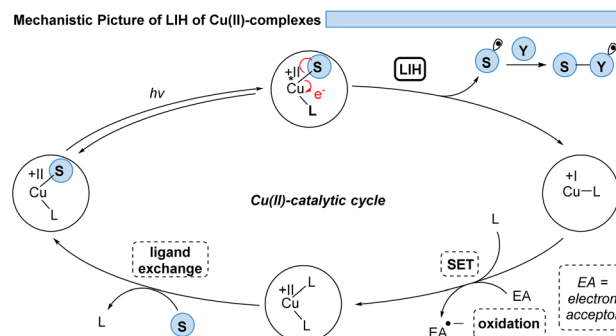 Mechanistic Picture of LIH of Cu(II)-complexes
+II
S
*
Cu
e-
L
LIH
S
Y
S
Y
hν
+II
S
Cu
L
+I
Cu—L
Cu(II)-catalytic cycle
L
ligand
exchange
L
S
+II
L
Cu
L
SET
EA
EA•−
oxidation
EA =
electron
acceptor